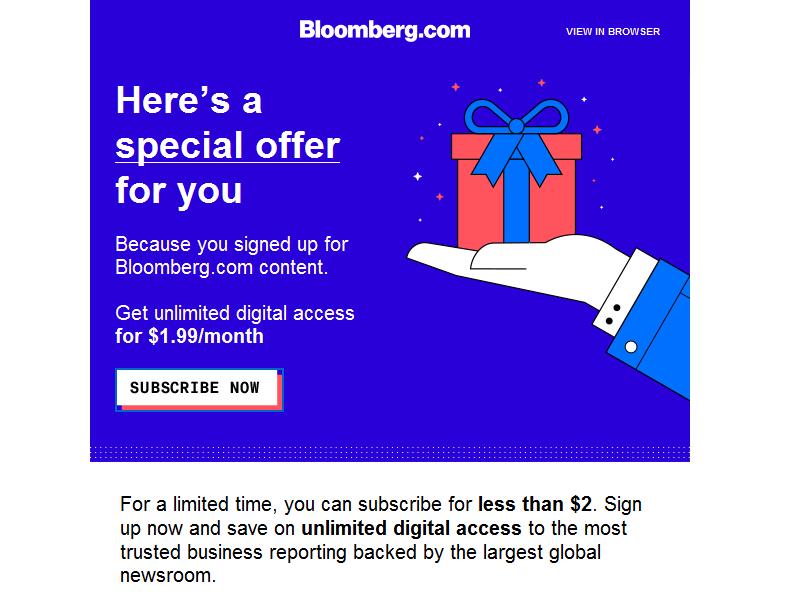 Bloomberg.com
VIEW IN BROWSER
Here’s a
special offer
for you
Because you signed up for
Bloomberg.com content.
Get unlimited digital access
for $1.99/month
SUBSCRIBE NOW
For a limited time, you can subscribe for less than $2. Sign
up now and save on unlimited digital access to the most
trusted business reporting backed by the largest global
newsroom.